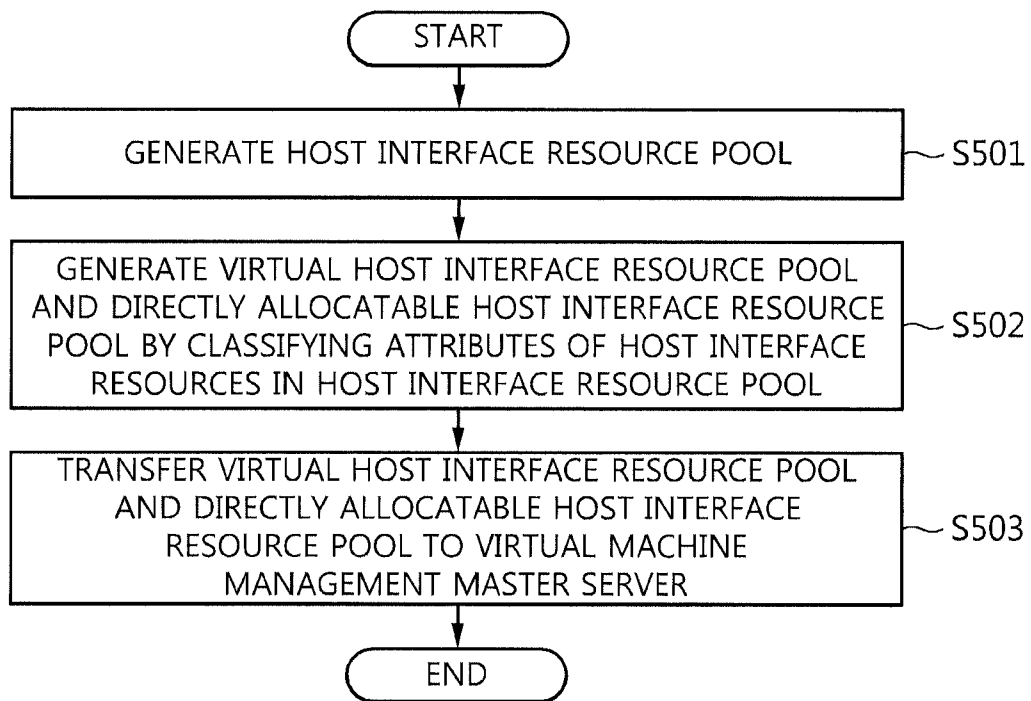 START
GENERATE HOST INTERFACE RESOURCE POOL
S501
GENERATE VIRTUAL HOST INTERFACE RESOURCE POOL
AND DIRECTLY ALLOCATABLE HOST INTERFACE RESOURCE
POOL BY CLASSIFYING ATTRIBUTES OF HOST INTERFACE
RESOURCES IN HOST INTERFACE RESOURCE POOL
S502
TRANSFER VIRTUAL HOST INTERFACE RESOURCE POOL
AND DIRECTLY ALLOCATABLE HOST INTERFACE
RESOURCE POOL TO VIRTUAL MACHINE
MANAGEMENT MASTER SERVER
S503
END